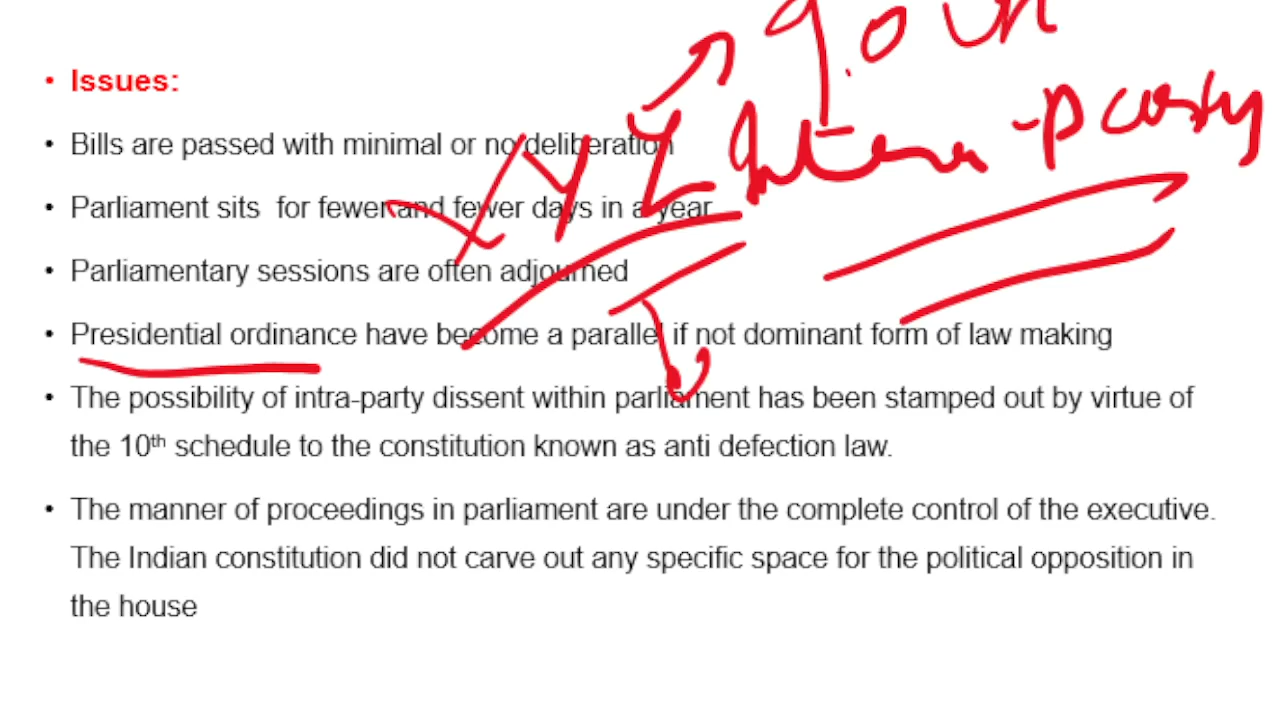 govt
XYZ Intra-party
• Issues:
• Bills are passed with minimal or no deliberation
• Parliament sits for fewer and fewer days in a year
• Parliamentary sessions are often adjourned
• Presidential ordinance have become a parallel if not dominant form of law making
• The possibility of intra-party dissent within parliament has been stamped out by virtue of
the 10th schedule to the constitution known as anti defection law.
• The manner of proceedings in parliament are under the complete control of the executive.
The Indian constitution did not carve out any specific space for the political opposition in
the house